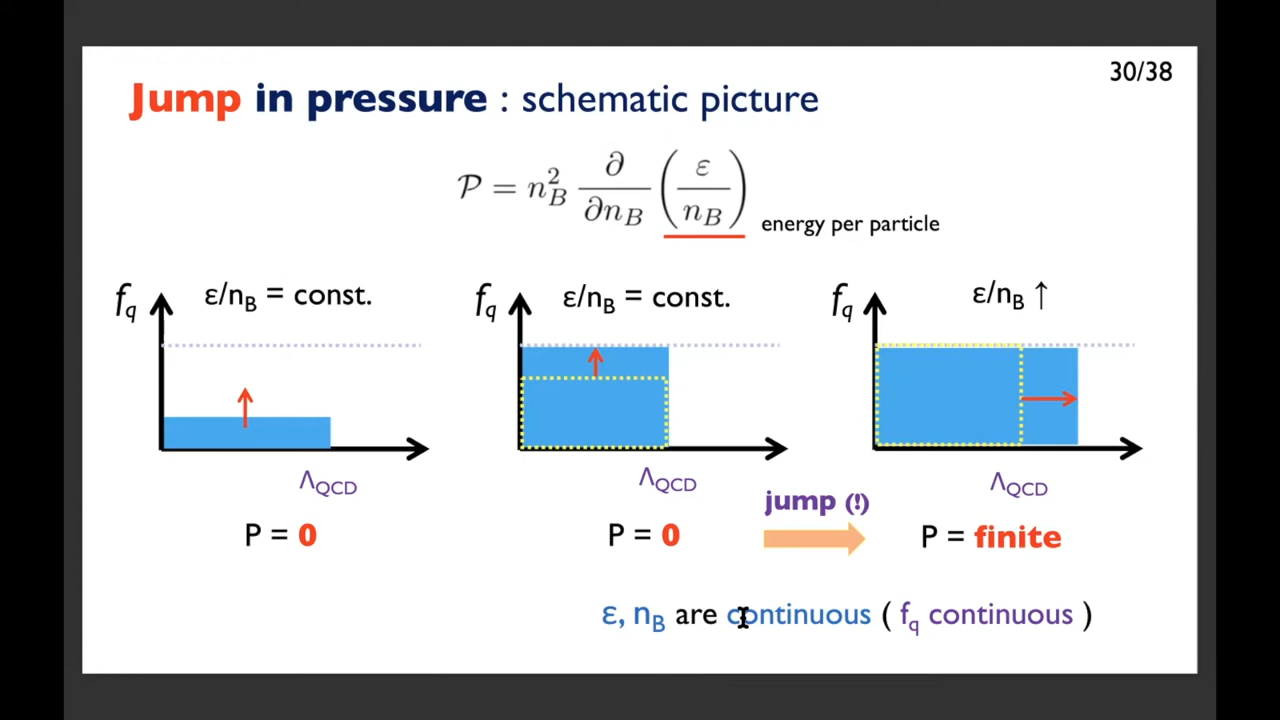 30/38
Jump in pressure : schematic picture
𝒫 = n_B^2 ∂/∂n_B (ε/n_B)
energy per particle
f_q ε/n_B = const.
f_q ε/n_B = const.
f_q ε/n_B ↑
Λ_QCD
Λ_QCD
Λ_QCD
jump (!)
P = 0
P = 0
P = finite
ε, n_B are continuous ( f_q continuous )